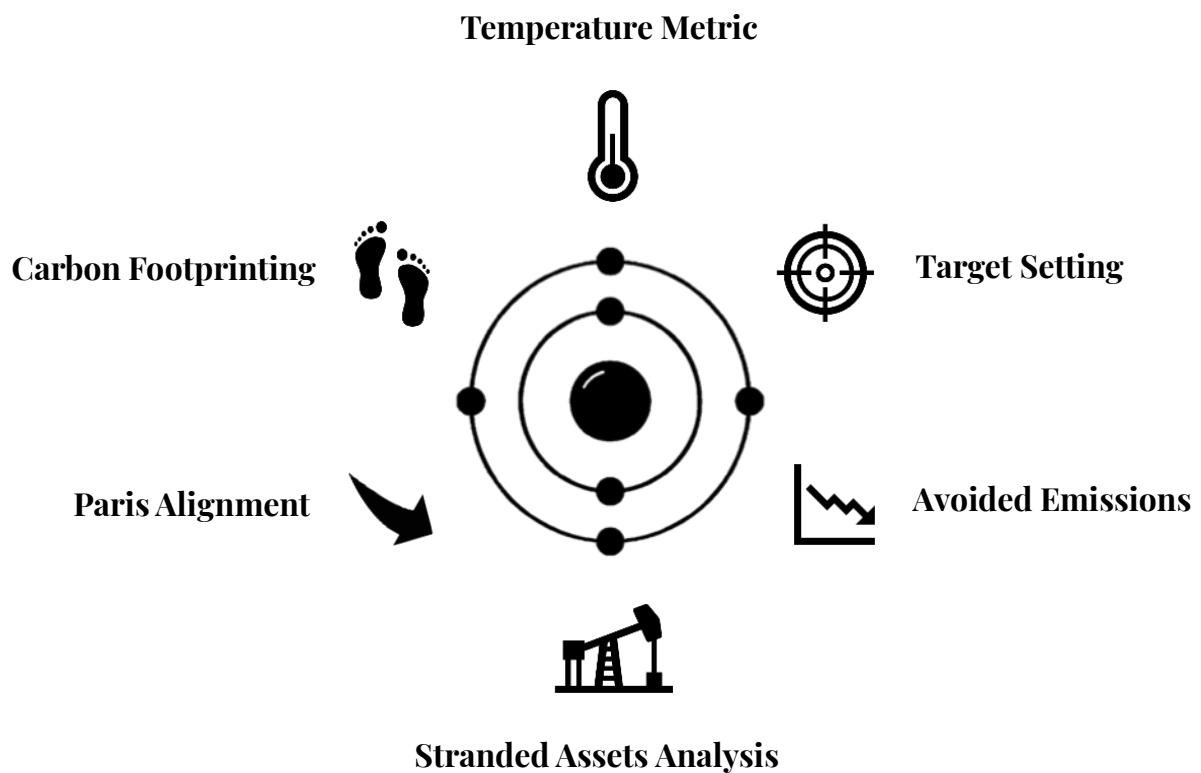 Temperature Metric
Carbon Footprinting
Target Setting
Paris Alignment
Avoided Emissions
Stranded Assets Analysis